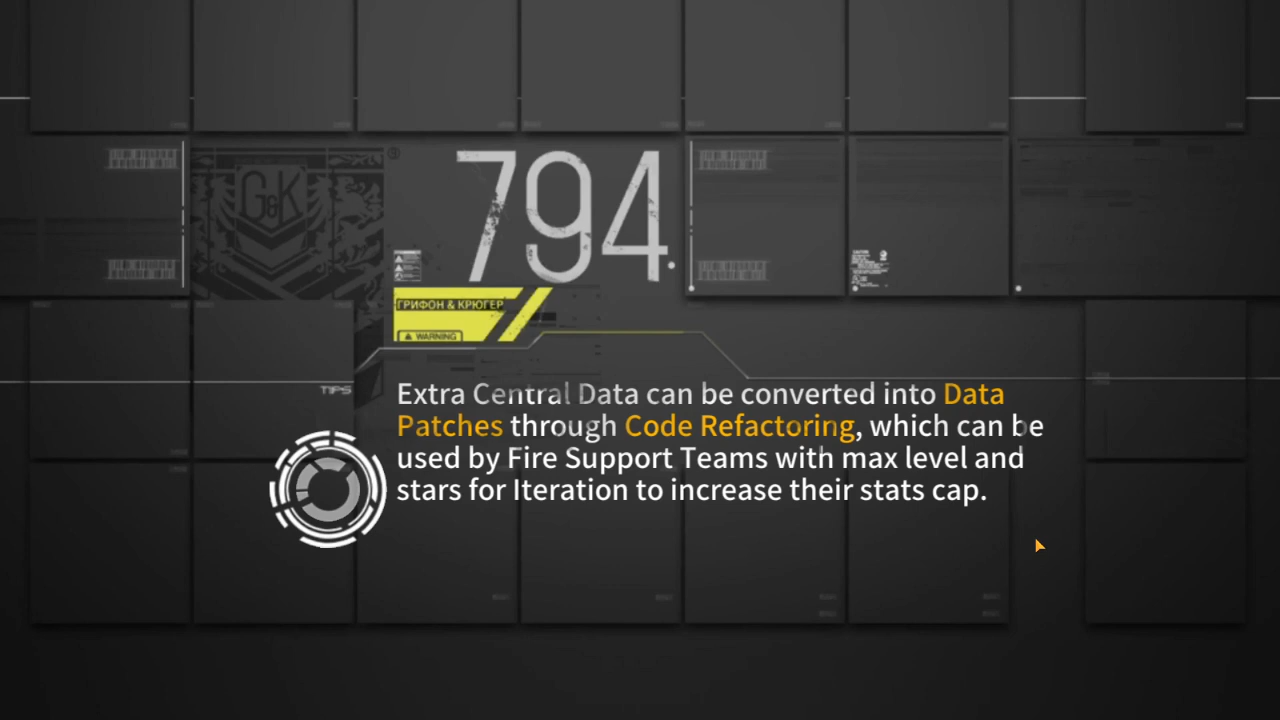 G&K
794.
ГРИФОН & КРЮГЕР
WARNING
TIPS
Extra Central Data can be converted into Data
Patches through Code Refactoring, which can be
used by Fire Support Teams with max level and
stars for Iteration to increase their stats cap.